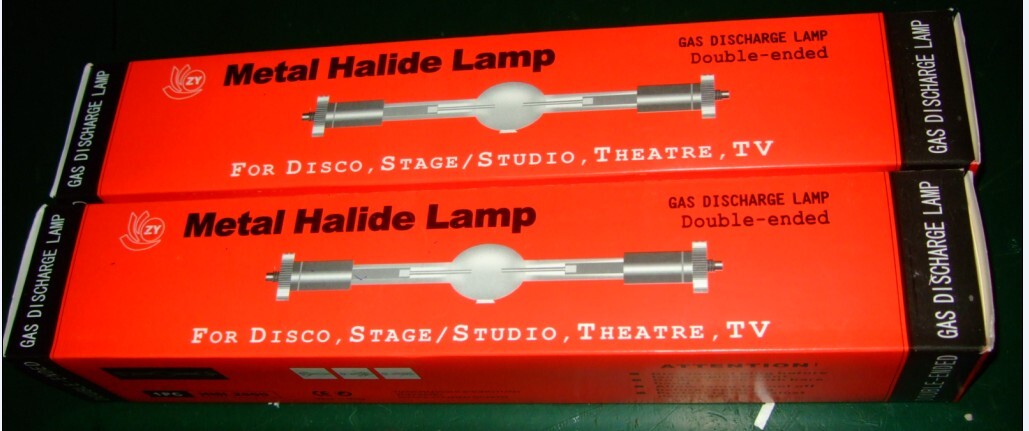 GAS DISCHARGE LAMP
ZY
Metal Halide Lamp
GAS DISCHARGE LAMP
Double-ended
FOR DISCO, STAGE/STUDIO, THEATRE, TV
GAS DISCHARGE LAMP
GAS DISCHARGE LAMP
ZY
Metal Halide Lamp
GAS DISCHARGE LAMP
Double-ended
FOR DISCO, STAGE/STUDIO, THEATRE, TV
GAS DISCHARGE LAMP
1PC
CE
ATTENTION!
DOUBLE-ENDED